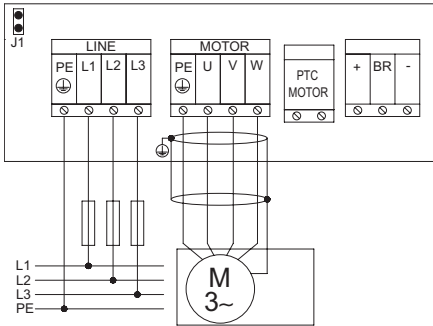 J1
LINE
PE L1 L2 L3
MOTOR
PE U V W
PTC
MOTOR
+ BR -
L1
L2
L3
PE
M
3~